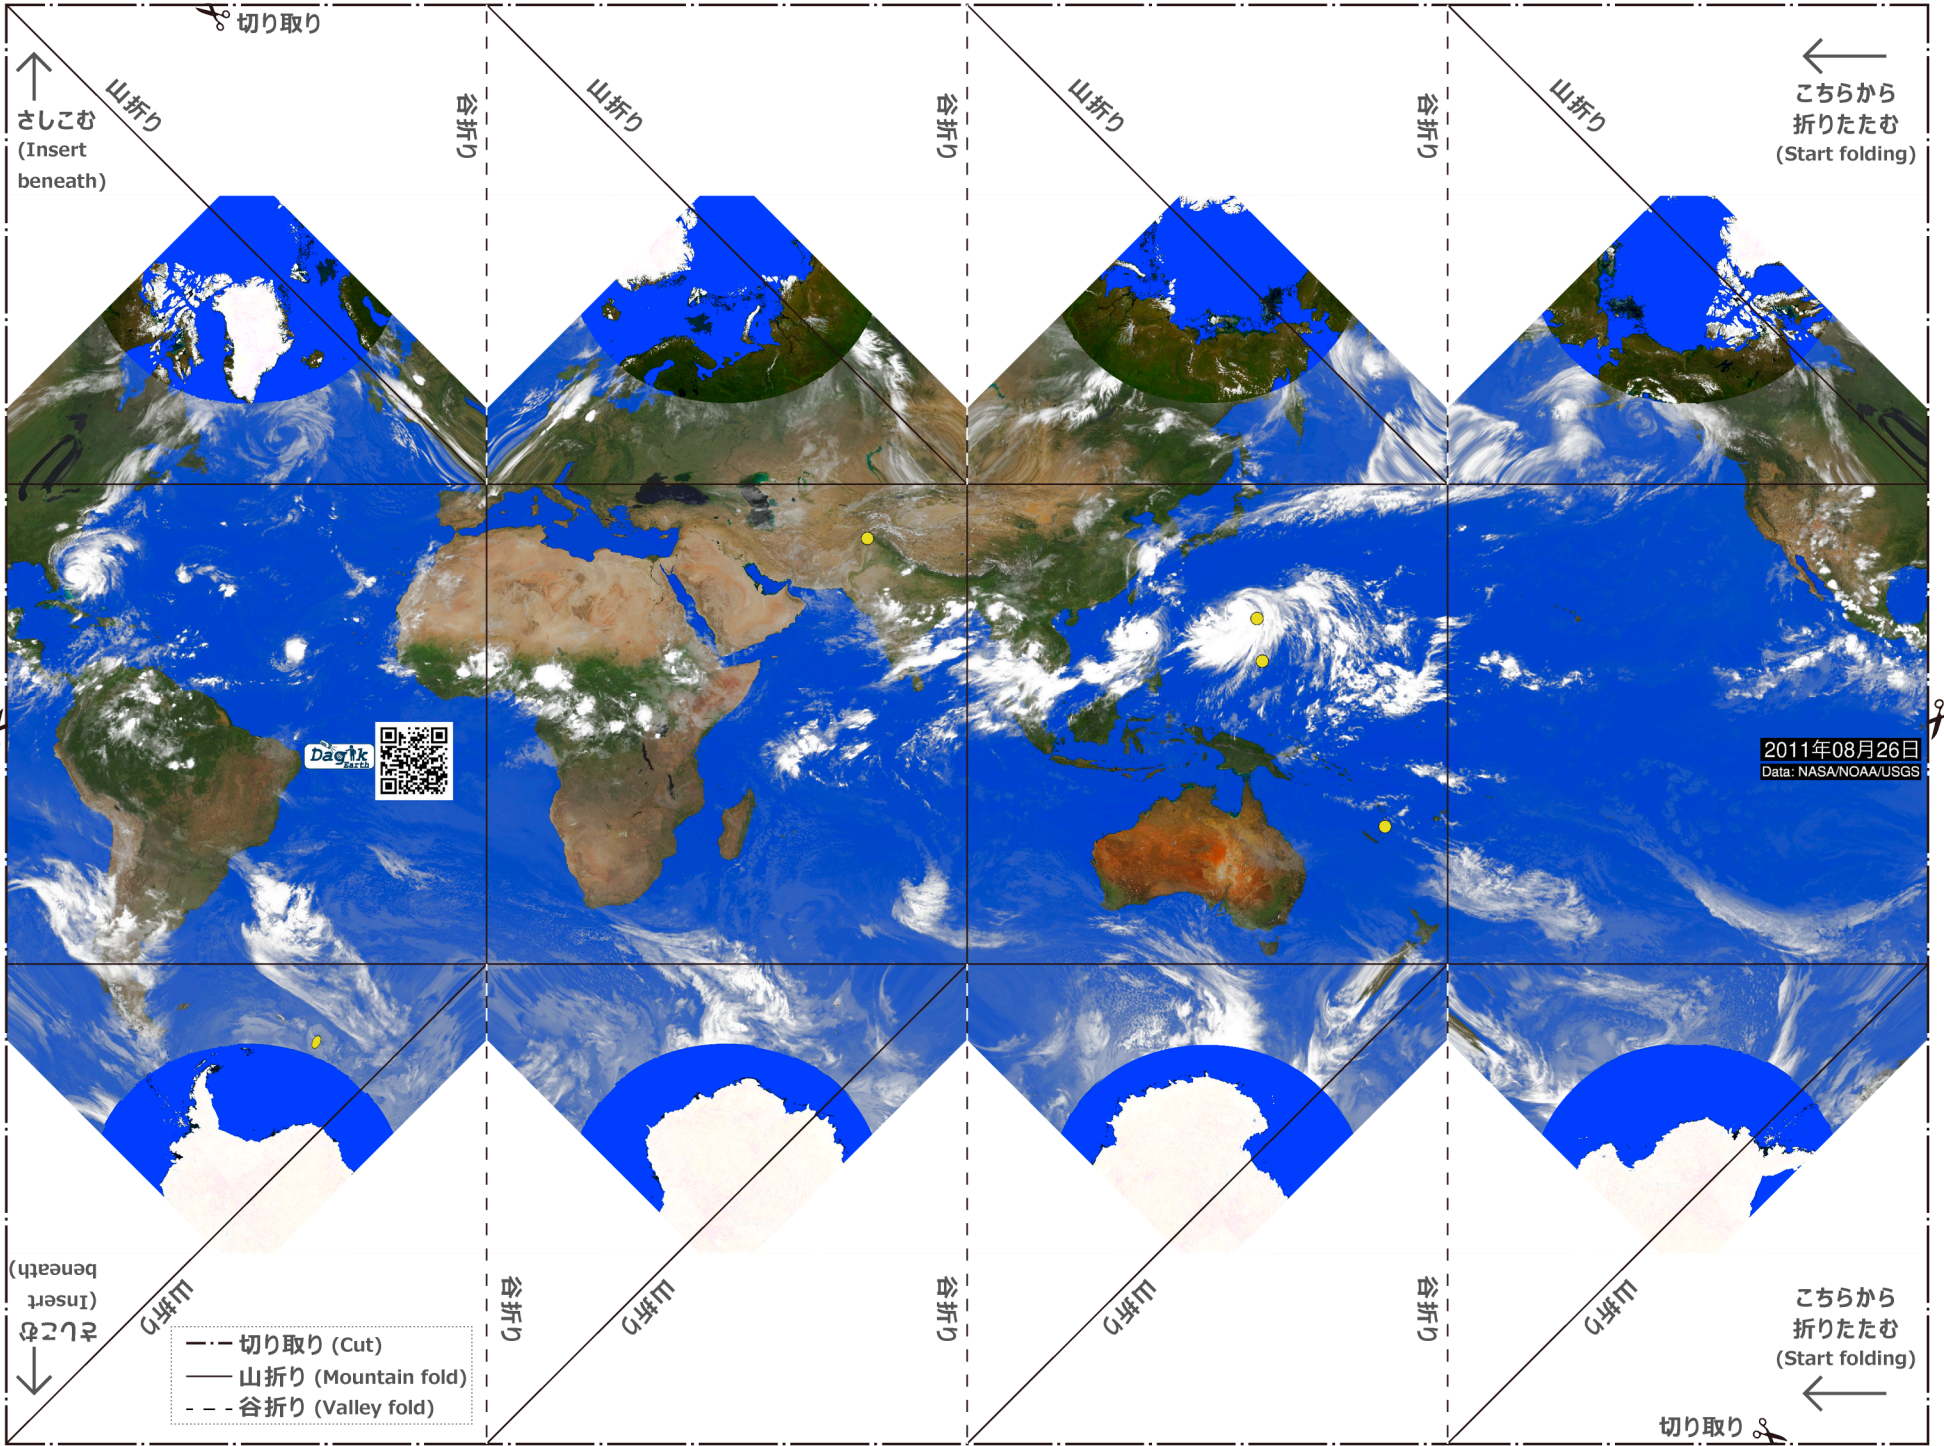 切り取り
山折り
谷折り
山折り
谷折り
山折り
谷折り
山折り
さしこむ
(Insert
beneath)
こちらから
折りたたむ
(Start folding)
Dagik
Earth
2011年08月26日
Data: NASA/NOAA/USGS
さしこむ
(Insert
beneath)
山折り
谷折り
山折り
谷折り
山折り
谷折り
山折り
こちらから
折りたたむ
(Start folding)
切り取り (Cut)
山折り (Mountain fold)
谷折り (Valley fold)
切り取り